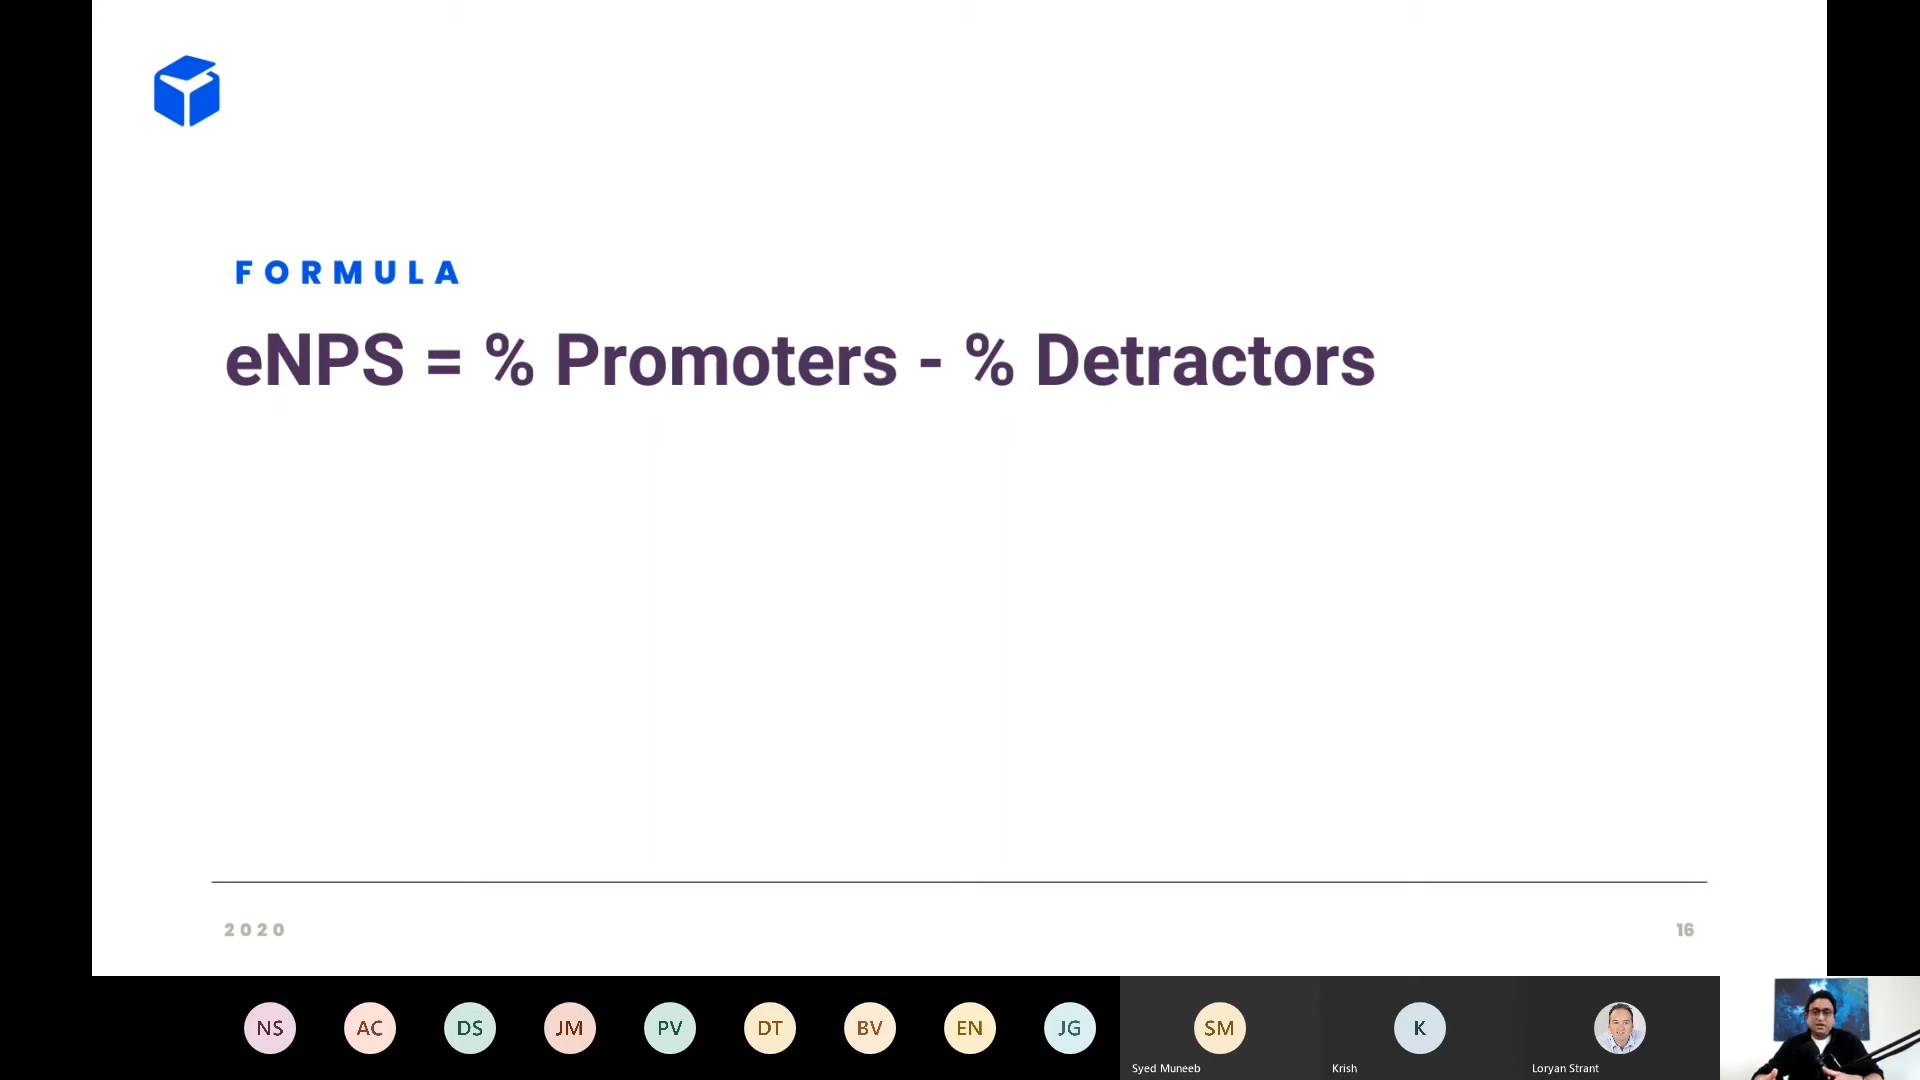 FORMULA
eNPS = % Promoters - % Detractors
2020
16
NS
AC
DS
JM
PV
DT
BV
EN
JG
SM
K
Syed Muneeb
Krish
Loryan Strant